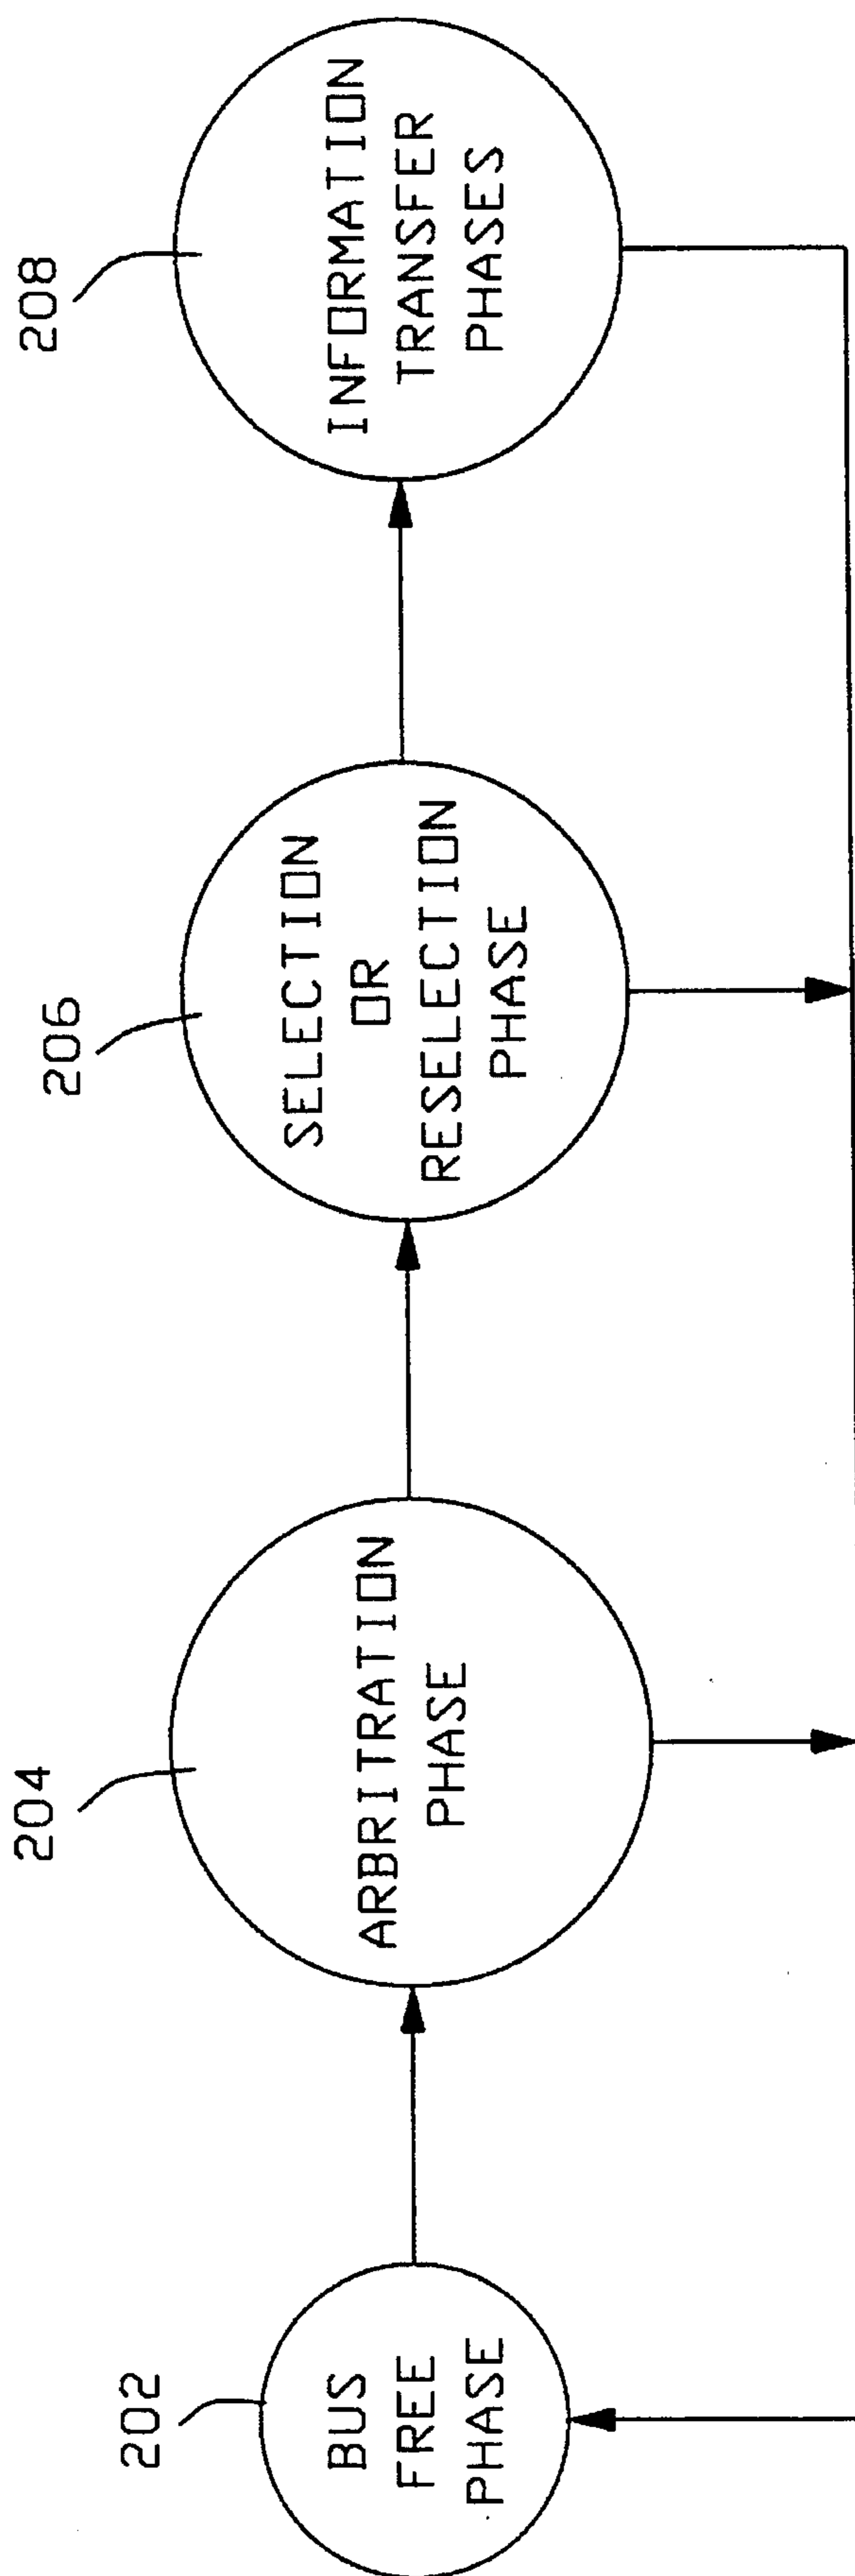 202
BUS
FREE
PHASE
204
ARBRITRATION
PHASE
206
SELECTION
OR
RESELECTION
PHASE
208
INFORMATION
TRANSFER
PHASES